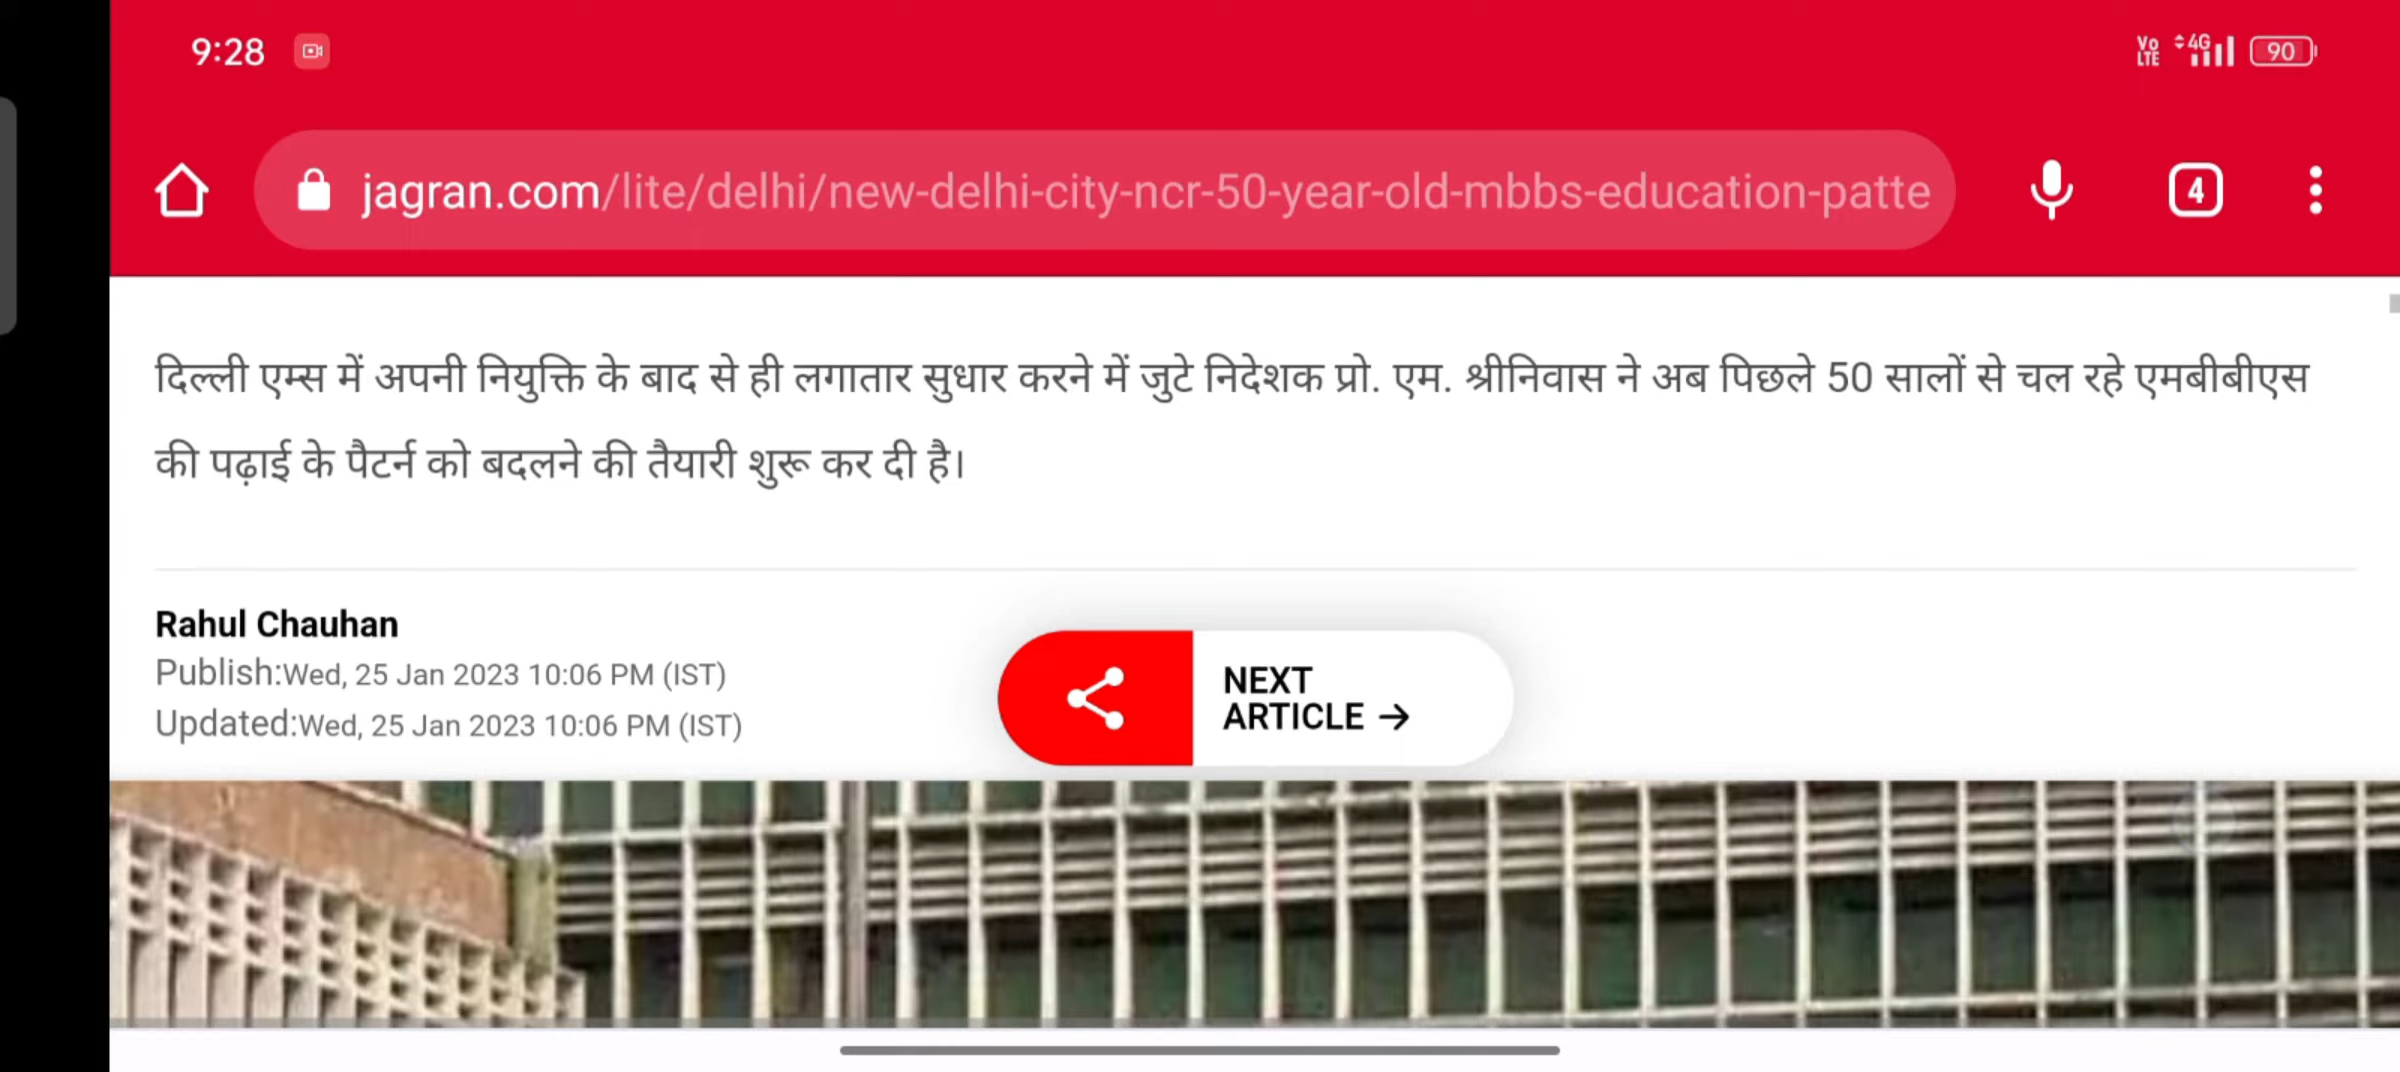 9:28
Vo LTE 4G 90
jagran.com/lite/delhi/new-delhi-city-ncr-50-year-old-mbbs-education-patte
4
दिल्ली एम्स में अपनी नियुक्ति के बाद से ही लगातार सुधार करने में जुटे निदेशक प्रो. एम. श्रीनिवास ने अब पिछले 50 सालों से चल रहे एमबीबीएस
की पढ़ाई के पैटर्न को बदलने की तैयारी शुरू कर दी है।
Rahul Chauhan
Publish:Wed, 25 Jan 2023 10:06 PM (IST)
Updated:Wed, 25 Jan 2023 10:06 PM (IST)
NEXT
ARTICLE →